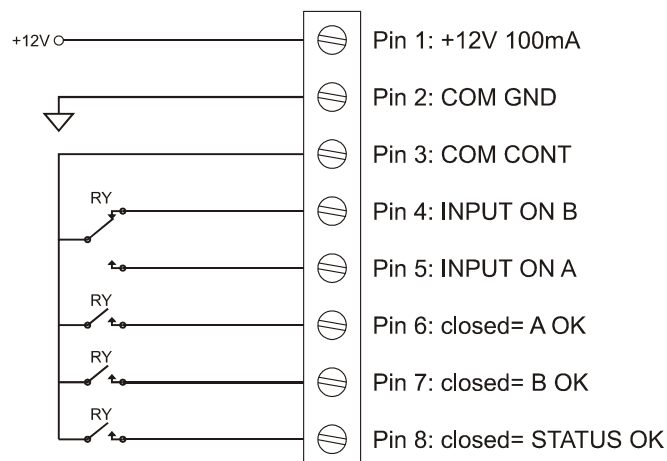 +12V
Pin 1: +12V 100mA
Pin 2: COM GND
Pin 3: COM CONT
RY
Pin 4: INPUT ON B
Pin 5: INPUT ON A
RY
Pin 6: closed= A OK
RY
Pin 7: closed= B OK
RY
Pin 8: closed= STATUS OK